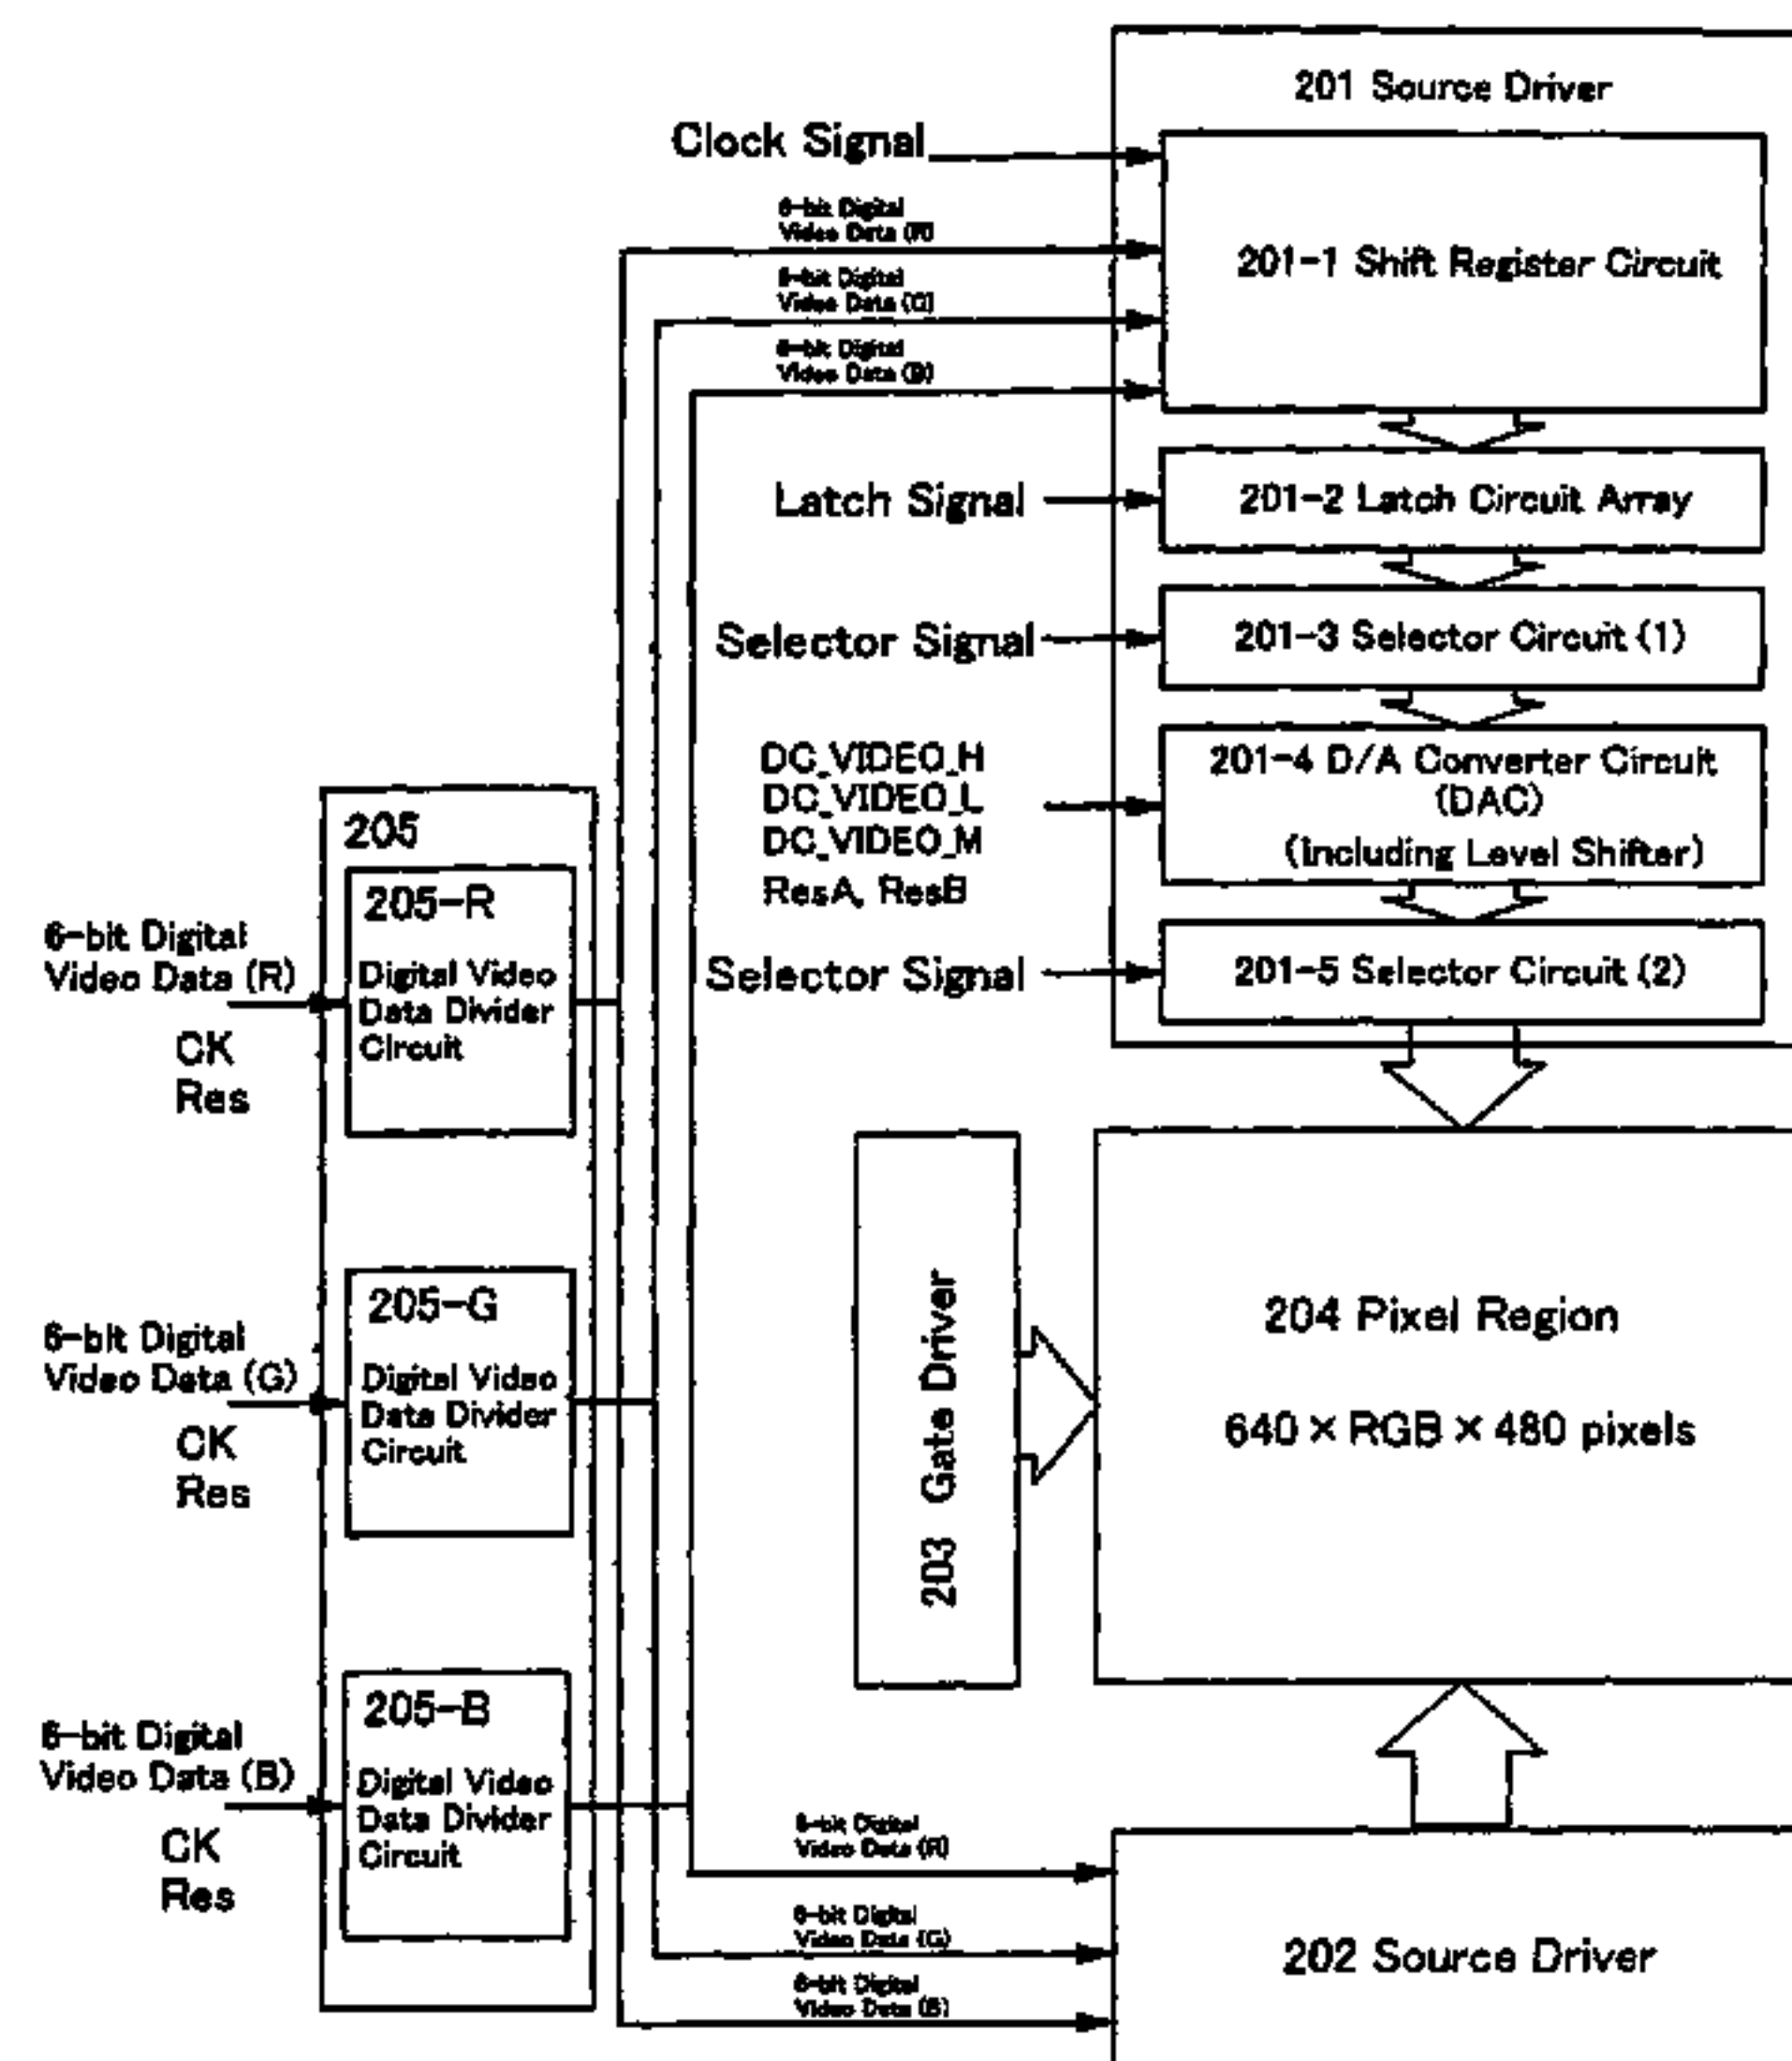 201 Source Driver
Clock Signal
6-bit Digital
Video Data (R)
201-1 Shift Register Circuit
6-bit Digital
Video Data (G)
6-bit Digital
Video Data (B)
Latch Signal
201-2 Latch Circuit Array
Selector Signal
201-3 Selector Circuit (1)
DC_VIDEO_H
DC_VIDEO_L
DC_VIDEO_M
ResA, ResB
201-4 D/A Converter Circuit
(DAC)
(including Level Shifter)
Selector Signal
201-5 Selector Circuit (2)
205
205-R
Digital Video
Data Divider
Circuit
6-bit Digital
Video Data (R)
CK
Res
205-G
Digital Video
Data Divider
Circuit
6-bit Digital
Video Data (G)
CK
Res
205-B
Digital Video
Data Divider
Circuit
6-bit Digital
Video Data (B)
CK
Res
203 Gate Driver
204 Pixel Region
640 × RGB × 480 pixels
6-bit Digital
Video Data (R)
6-bit Digital
Video Data (G)
6-bit Digital
Video Data (B)
202 Source Driver